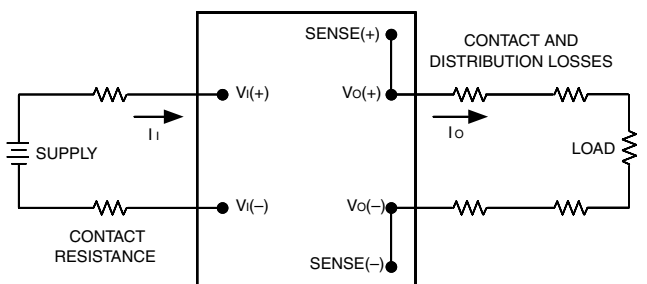 SENSE(+)
CONTACT AND
DISTRIBUTION LOSSES
VI(+)
VO(+)
II
IO
SUPPLY
LOAD
VI(–)
VO(–)
CONTACT
RESISTANCE
SENSE(–)